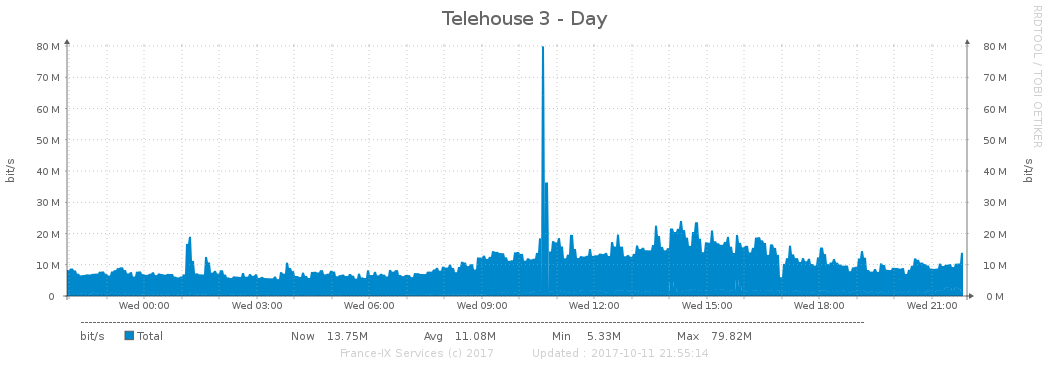 Telehouse 3 - Day
RRDTOOL / TOBI OETIKER
80 M 80 M
70 M 70 M
60 M 60 M
50 M 50 M
40 M 40 M
30 M 30 M
20 M 20 M
10 M 10 M
0 0 M
bit/s bit/s
Wed 00:00 Wed 03:00 Wed 06:00 Wed 09:00 Wed 12:00 Wed 15:00 Wed 18:00 Wed 21:00
bit/s Total Now 13.75M Avg 11.08M Min 5.33M Max 79.82M
France-IX Services (c) 2017 Updated : 2017-10-11 21:55:14